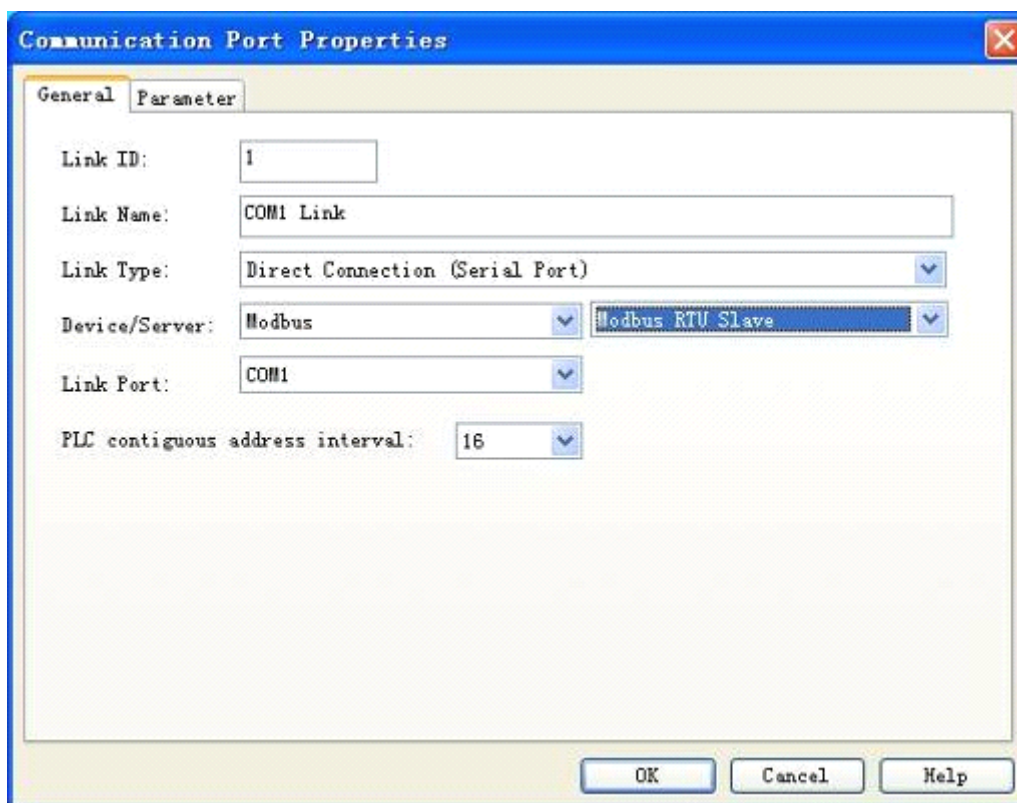 Communication Port Properties
General Parameter
Link ID: 1
Link Name: COM1 Link
Link Type: Direct Connection (Serial Port)
Device/Server: Modbus Modbus RTU Slave
Link Port: COM1
PLC contiguous address interval: 16
OK Cancel Help